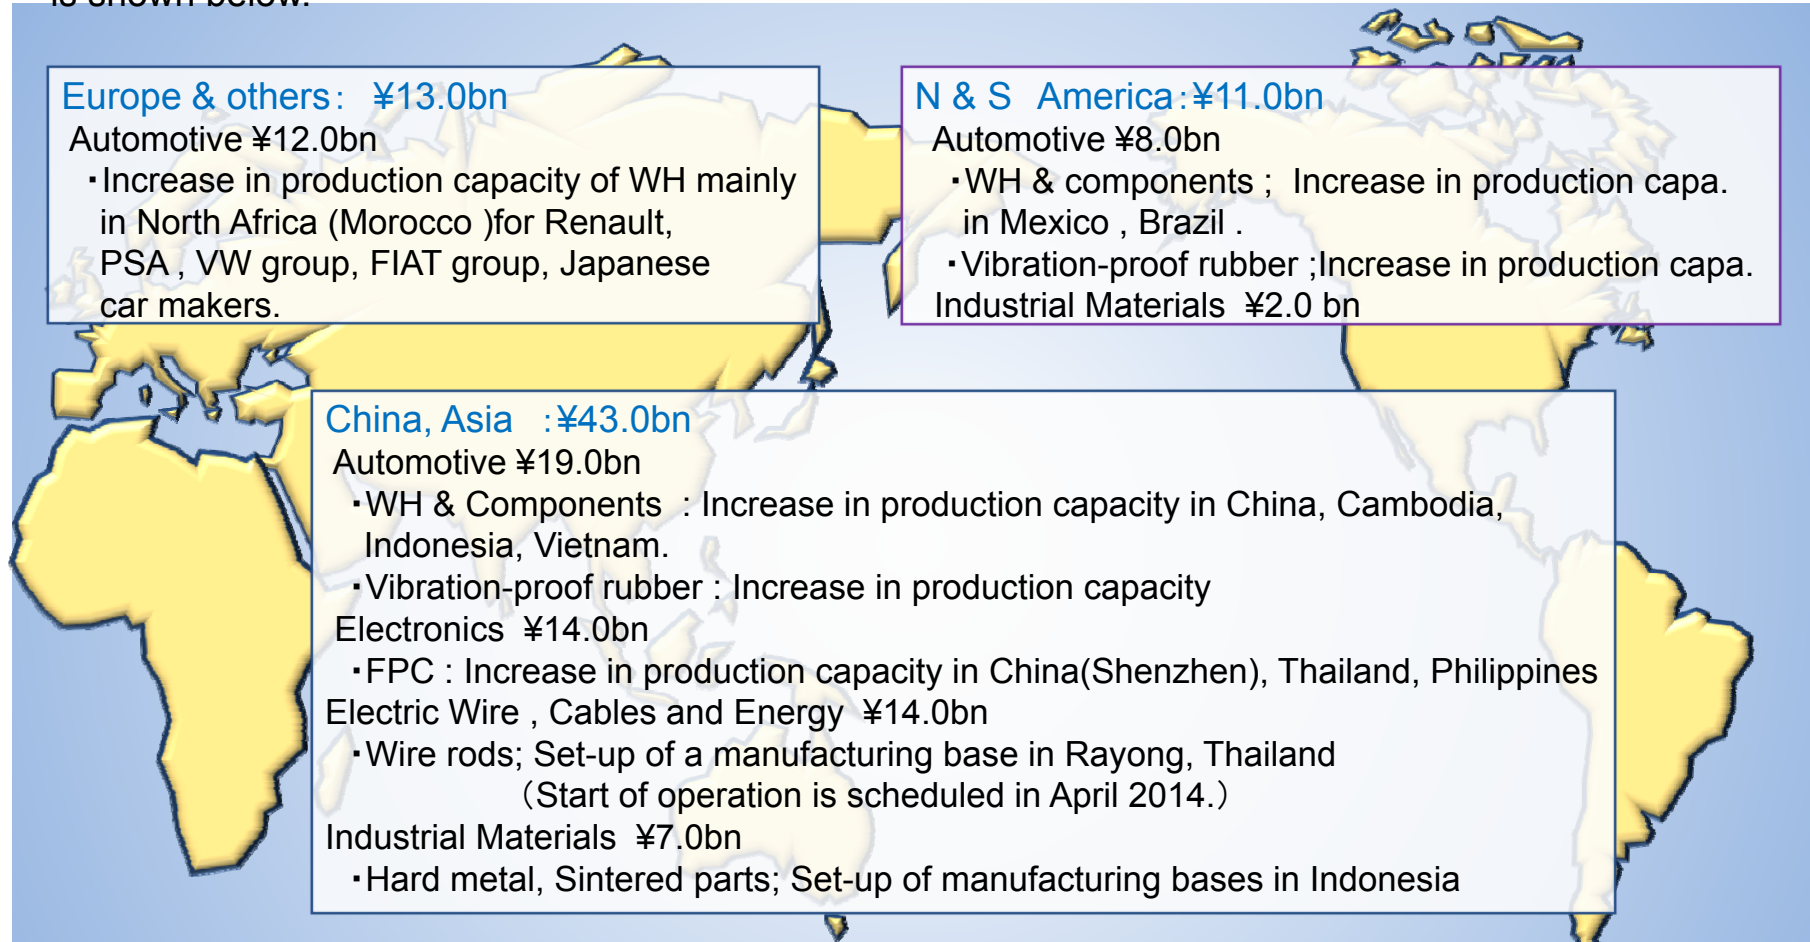 is shown below.
Europe & others： ¥13.0bn
Automotive ¥12.0bn
・Increase in production capacity of WH mainly
in North Africa (Morocco )for Renault,
PSA , VW group, FIAT group, Japanese
car makers.
N & S America：¥11.0bn
Automotive ¥8.0bn
・WH & components ; Increase in production capa.
in Mexico , Brazil .
・Vibration-proof rubber ;Increase in production capa.
Industrial Materials ¥2.0 bn
China, Asia ：¥43.0bn
Automotive ¥19.0bn
・WH & Components : Increase in production capacity in China, Cambodia,
Indonesia, Vietnam.
・Vibration-proof rubber : Increase in production capacity
Electronics ¥14.0bn
・FPC : Increase in production capacity in China(Shenzhen), Thailand, Philippines
Electric Wire , Cables and Energy ¥14.0bn
・Wire rods; Set-up of a manufacturing base in Rayong, Thailand
（Start of operation is scheduled in April 2014.）
Industrial Materials ¥7.0bn
・Hard metal, Sintered parts; Set-up of manufacturing bases in Indonesia